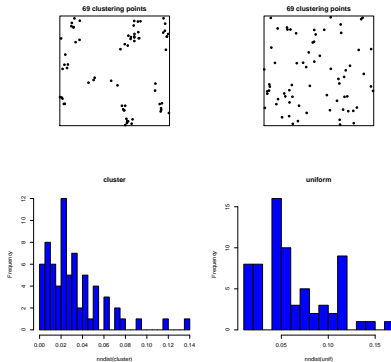 69 clustering points
69 clustering points
cluster
Frequency
0 2 4 6 8 10 12
0.00 0.02 0.04 0.06 0.08 0.10 0.12 0.14
nndist(cluster)
uniform
Frequency
0 5 10 15
0.05 0.10 0.15
nndist(unif)